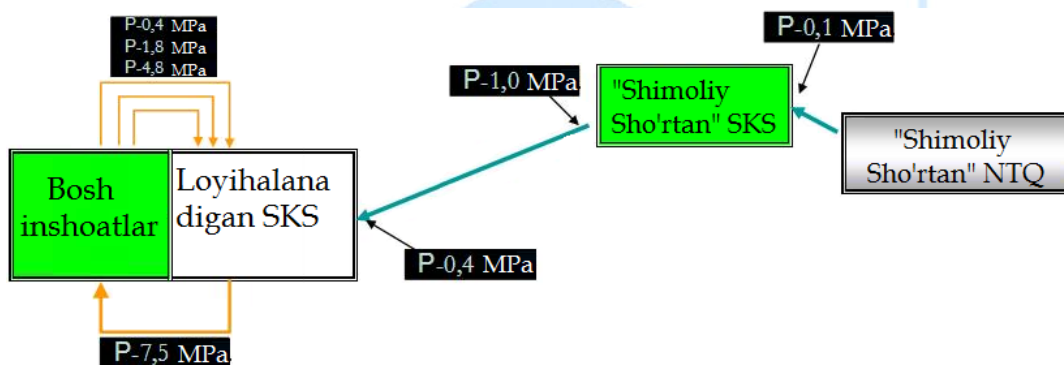 P-0,4 MPa
P-1,8 MPa
P-4,8 MPa
P-0,1 MPa
P-1,0 MPa
"Shimoliy
Sho'rtan" SKS
"Shimoliy
Sho'rtan" NTQ
Bosh
inshoatlar
Loyihalana
digan SKS
P-0,4 MPa
P-7,5 MPa